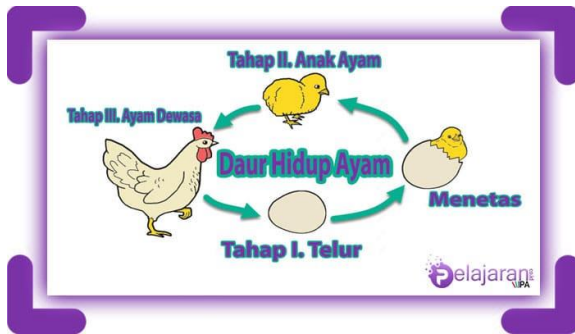 Tahap II. Anak Ayam
Tahap III. Ayam Dewasa
Daur Hidup Ayam
Menetas
Tahap I. Telur
Pelajaran
IPA